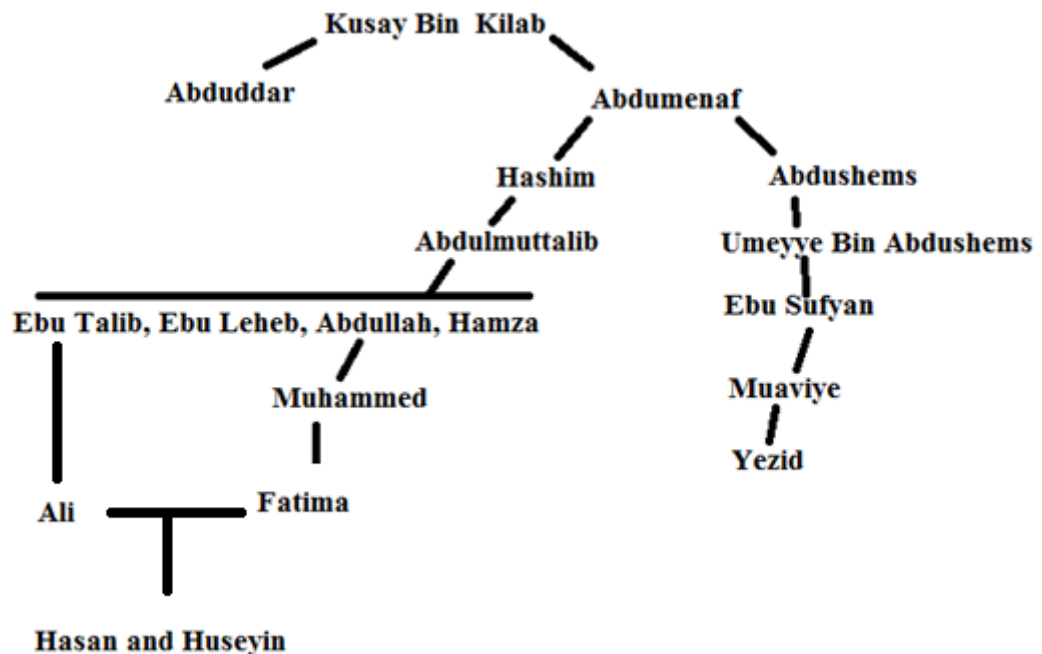 Kusay Bin Kilab
Abduddar
Abdumenaf
Hashim
Abdushems
Abdulmuttalib
Umeyye Bin Abdushems
Ebu Sufyan
Ebu Talib, Ebu Leheb, Abdullah, Hamza
Muhammed
Muaviye
Yezid
Ali
Fatima
Hasan and Huseyin